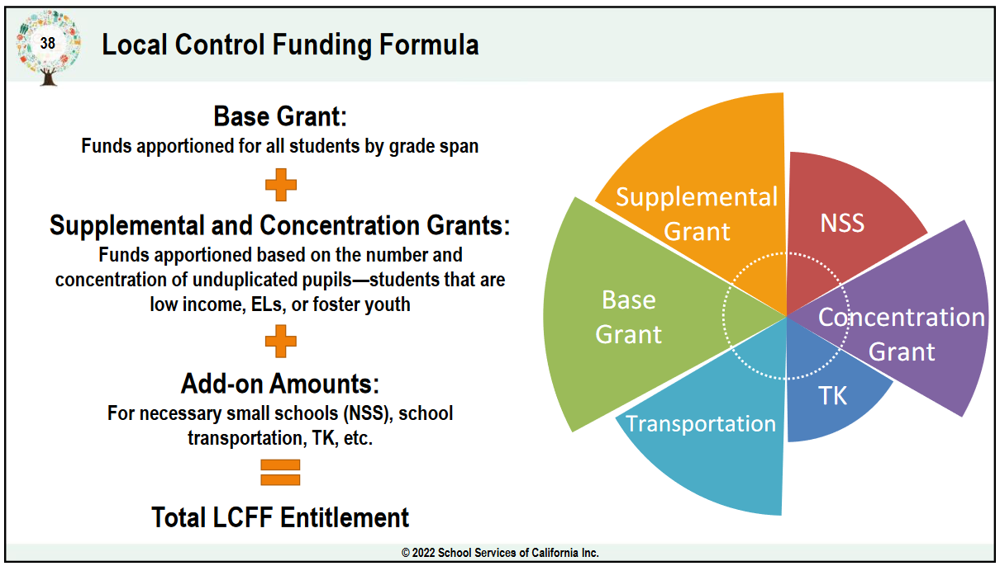 38
Local Control Funding Formula
Base Grant:
Funds apportioned for all students by grade span
Supplemental and Concentration Grants:
Funds apportioned based on the number and
concentration of unduplicated pupils—students that are
low income, ELs, or foster youth
Add-on Amounts:
For necessary small schools (NSS), school
transportation, TK, etc.
Total LCFF Entitlement
Supplemental
Grant
NSS
Base
Grant
Concentration
Grant
TK
Transportation
© 2022 School Services of California Inc.